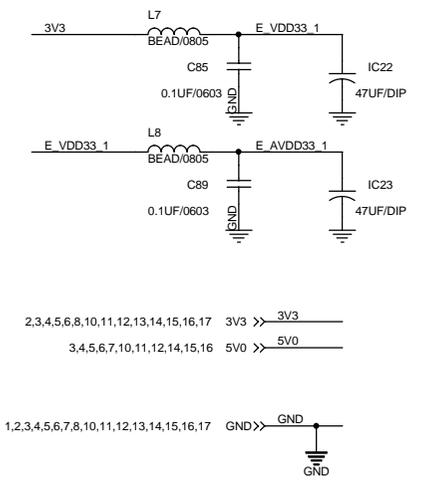 L7
3V3 E_VDD33_1
BEAD/0805
C85 IC22
0.1UF/0603 GND 47UF/DIP
L8
E_VDD33_1 E_AVDD33_1
BEAD/0805
C89 IC23
0.1UF/0603 GND 47UF/DIP
2,3,4,5,6,8,10,11,12,13,14,15,16,17 3V3 3V3
3,4,5,6,7,10,11,12,14,15,16 5V0 5V0
1,2,3,4,5,6,7,8,10,11,12,13,14,15,16,17 GND GND
GND